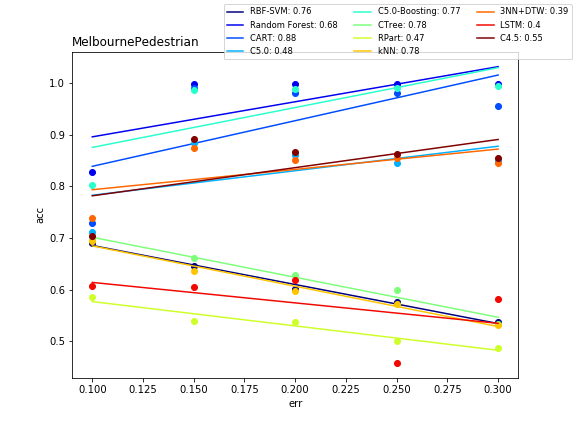 RBF-SVM: 0.76
Random Forest: 0.68
CART: 0.88
C5.0: 0.48
C5.0-Boosting: 0.77
CTree: 0.78
RPart: 0.47
kNN: 0.78
3NN+DTW: 0.39
LSTM: 0.4
C4.5: 0.55
MelbournePedestrian
1.0
0.9
0.8
0.7
0.6
0.5
acc
0.100 0.125 0.150 0.175 0.200 0.225 0.250 0.275 0.300
err